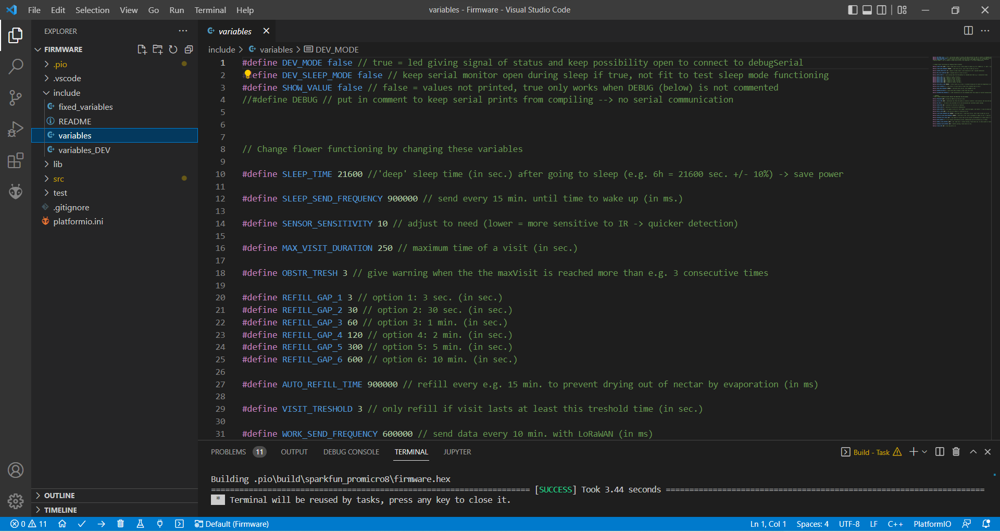 File Edit Selection View Go Run Terminal Help
variables - Firmware - Visual Studio Code
EXPLORER
FIRMWARE
.pio
.vscode
include
fixed_variables
README
variables
variables_DEV
lib
src
test
.gitignore
platformio.ini
OUTLINE
TIMELINE
variables
include > variables > DEV_MODE
1 #define DEV_MODE false // true = led giving signal of status and keep possibility open to connect to debugSerial
2 #define DEV_SLEEP_MODE false // keep serial monitor open during sleep if true, not fit to test sleep mode functioning
3 #define SHOW_VALUE false // false = values not printed, true only works when DEBUG (below) is not commented
4 //#define DEBUG // put in comment to keep serial prints from compiling --> no serial communication
5
6
7
8 // Change flower functioning by changing these variables
9
10 #define SLEEP_TIME 21600 //'deep' sleep time (in sec.) after going to sleep (e.g. 6h = 21600 sec. +/- 10%) -> save power
11
12 #define SLEEP_SEND_FREQUENCY 900000 // send every 15 min. until time to wake up (in ms.)
13
14 #define SENSOR_SENSITIVITY 10 // adjust to need (lower = more sensitive to IR -> quicker detection)
15
16 #define MAX_VISIT_DURATION 250 // maximum time of a visit (in sec.)
17
18 #define OBSTR_TRESH 3 // give warning when the the maxVisit is reached more than e.g. 3 consecutive times
19
20 #define REFILL_GAP_1 3 // option 1: 3 sec. (in sec.)
21 #define REFILL_GAP_2 30 // option 2: 30 sec. (in sec.)
22 #define REFILL_GAP_3 60 // option 3: 1 min. (in sec.)
23 #define REFILL_GAP_4 120 // option 4: 2 min. (in sec.)
24 #define REFILL_GAP_5 300 // option 5: 5 min. (in sec.)
25 #define REFILL_GAP_6 600 // option 6: 10 min. (in sec.)
26
27 #define AUTO_REFILL_TIME 900000 // refill every e.g. 15 min. to prevent drying out of nectar by evaporation (in ms)
28
29 #define VISIT_TRESHOLD 3 // only refill if visit lasts at least this treshold time (in sec.)
30
31 #define WORK_SEND_FREQUENCY 600000 // send data every 10 min. with LoRaWAN (in ms)
PROBLEMS 11 OUTPUT DEBUG CONSOLE TERMINAL JUPYTER
Build - Task
Building .pio\build\sparkfun_promicro8\firmware.hex
==================================================================== [SUCCESS] Took 3.44 seconds ====================================================================
* Terminal will be reused by tasks, press any key to close it.
0 11 Default (Firmware) Ln 1, Col 1 Spaces: 4 UTF-8 LF C++ PlatformIO